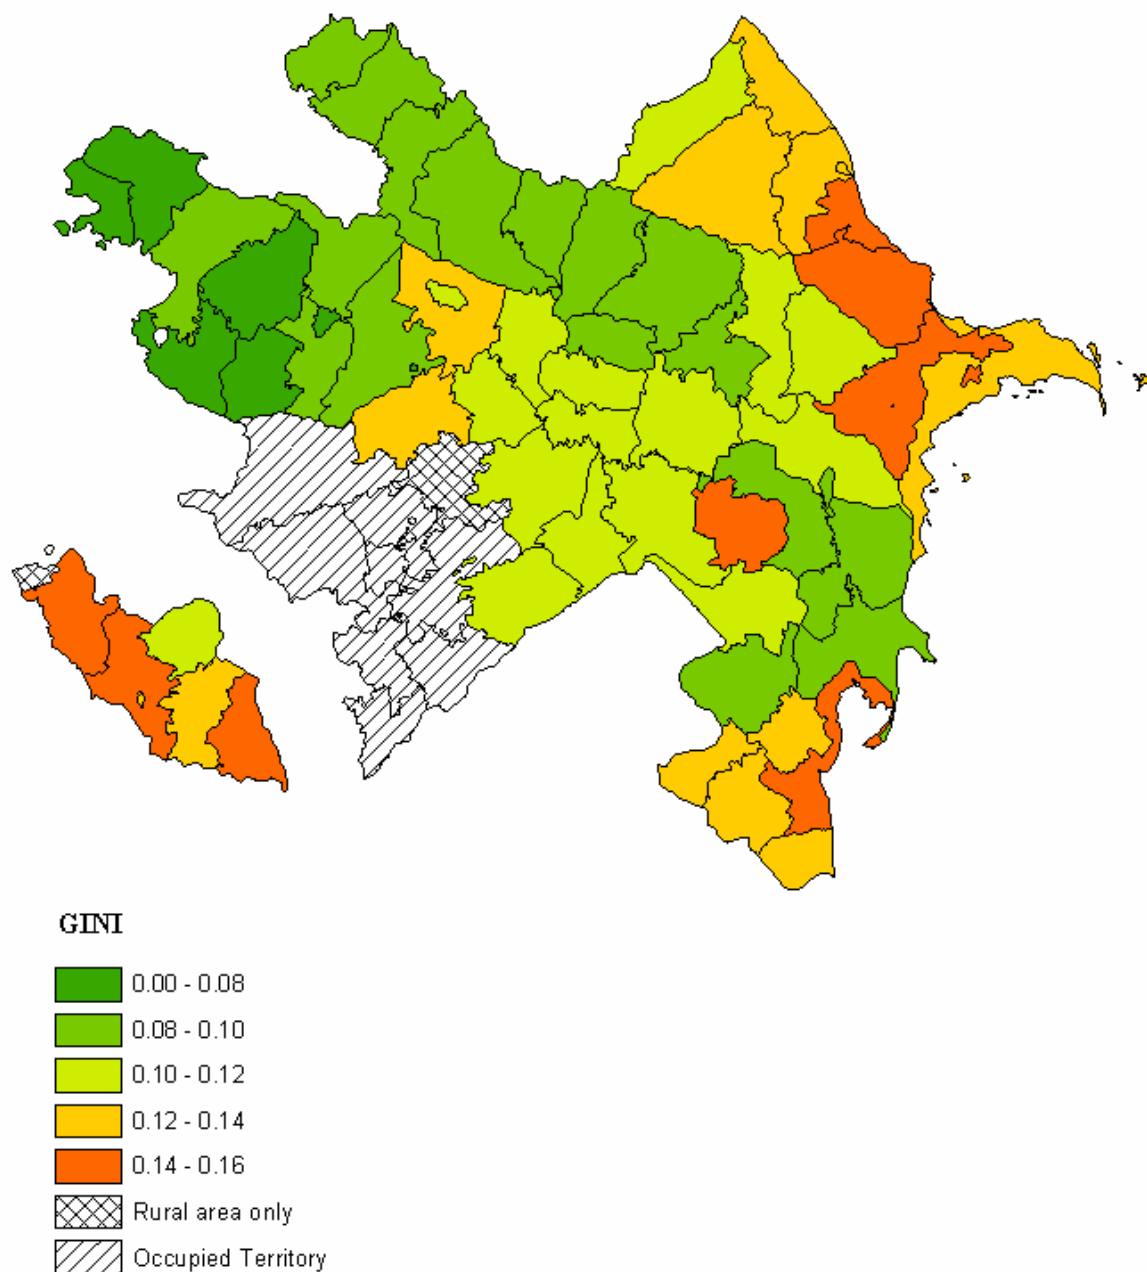 GINI
0.00 - 0.08
0.08 - 0.10
0.10 - 0.12
0.12 - 0.14
0.14 - 0.16
Rural area only
Occupied Territory